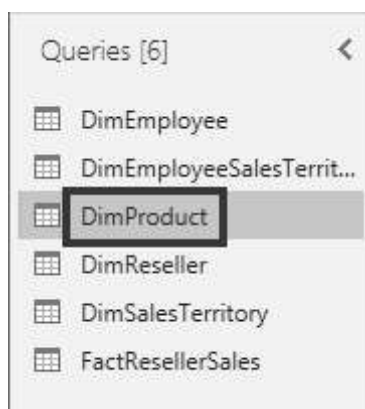 Queries [6]
DimEmployee
DimEmployeeSalesTerrit...
DimProduct
DimReseller
DimSalesTerritory
FactResellerSales